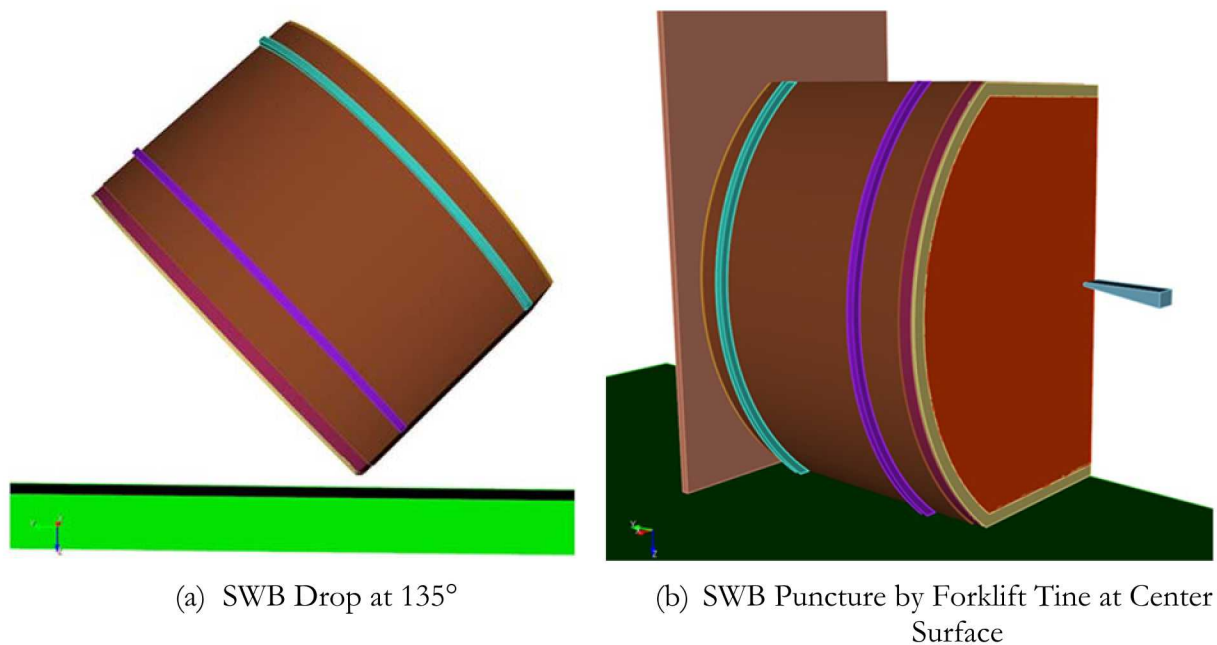 (a) SWB Drop at 135°
(b) SWB Puncture by Forklift Tine at Center
Surface